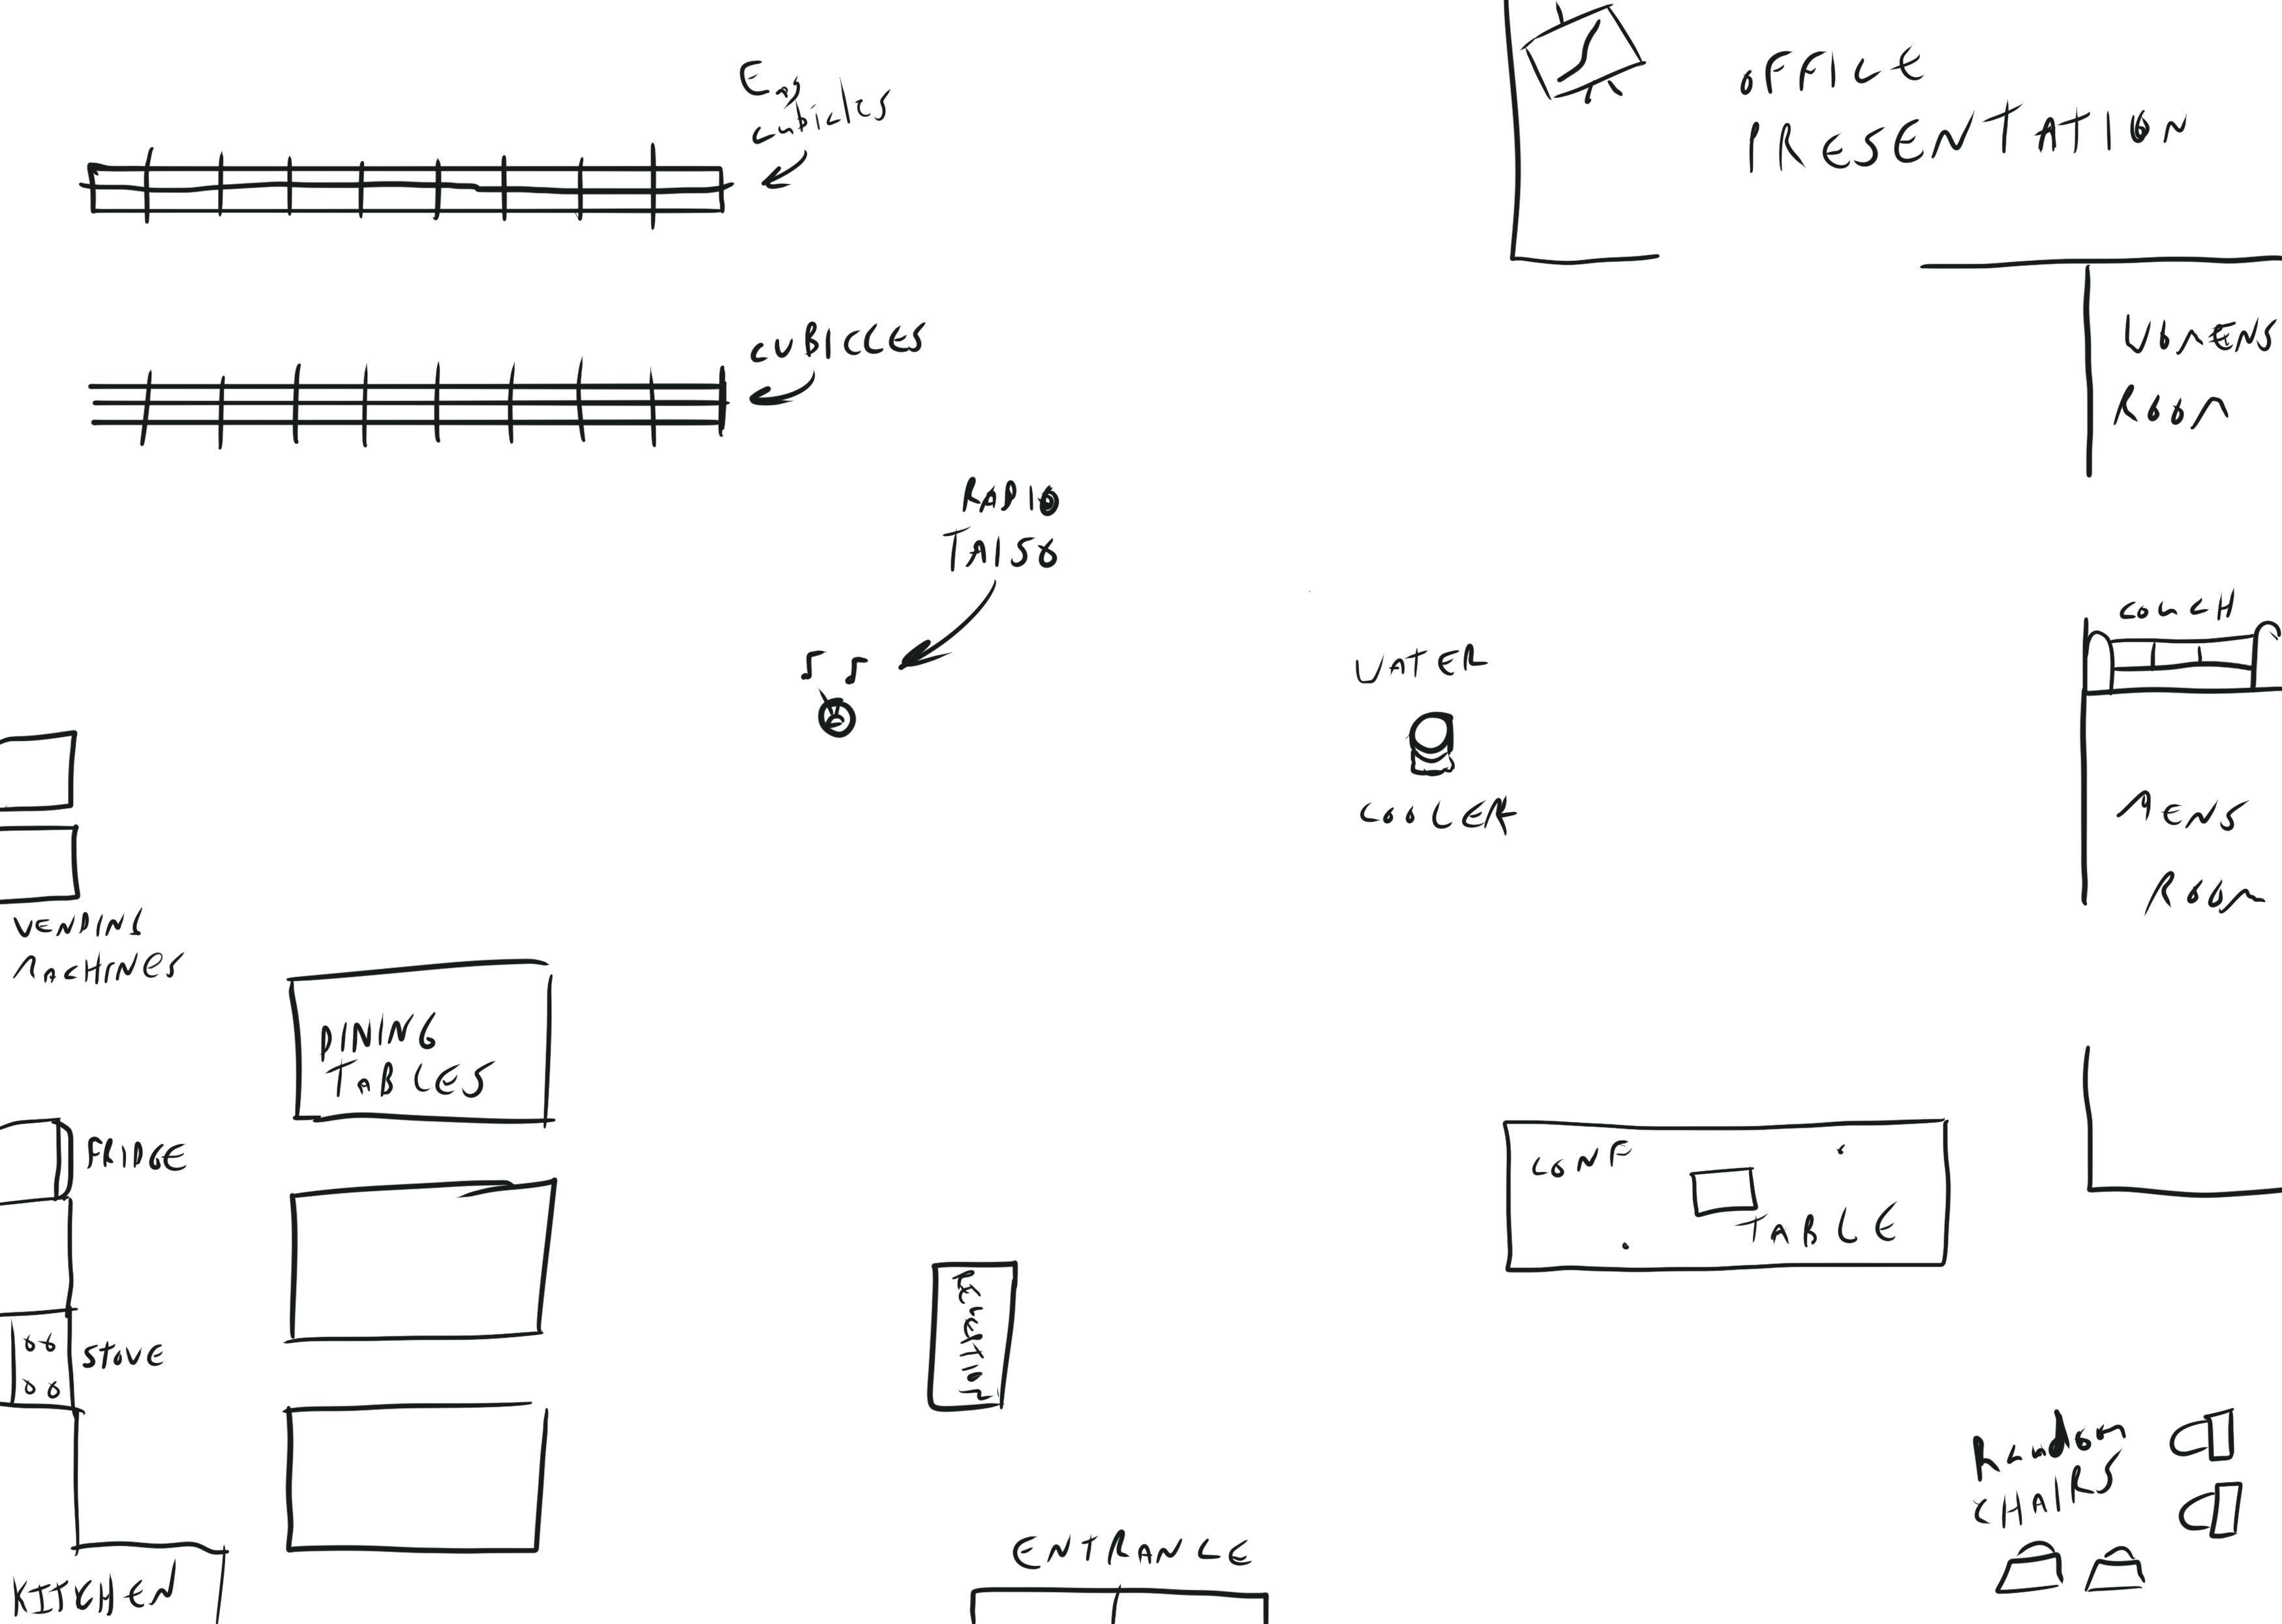 Eng
cubicles
OFFICE
PRESENTATION
CUBICLES
WOMENS
ROOM
RADIO
TAISO
COUCH
WATER
COOLER
MENS
ROOM
VENDING
MACHINES
DINING
TABLES
FRIDGE
CONF
TABLE
STOVE
RECEPTION
Random
CHAIRS
ENTRANCE
KITCHEN